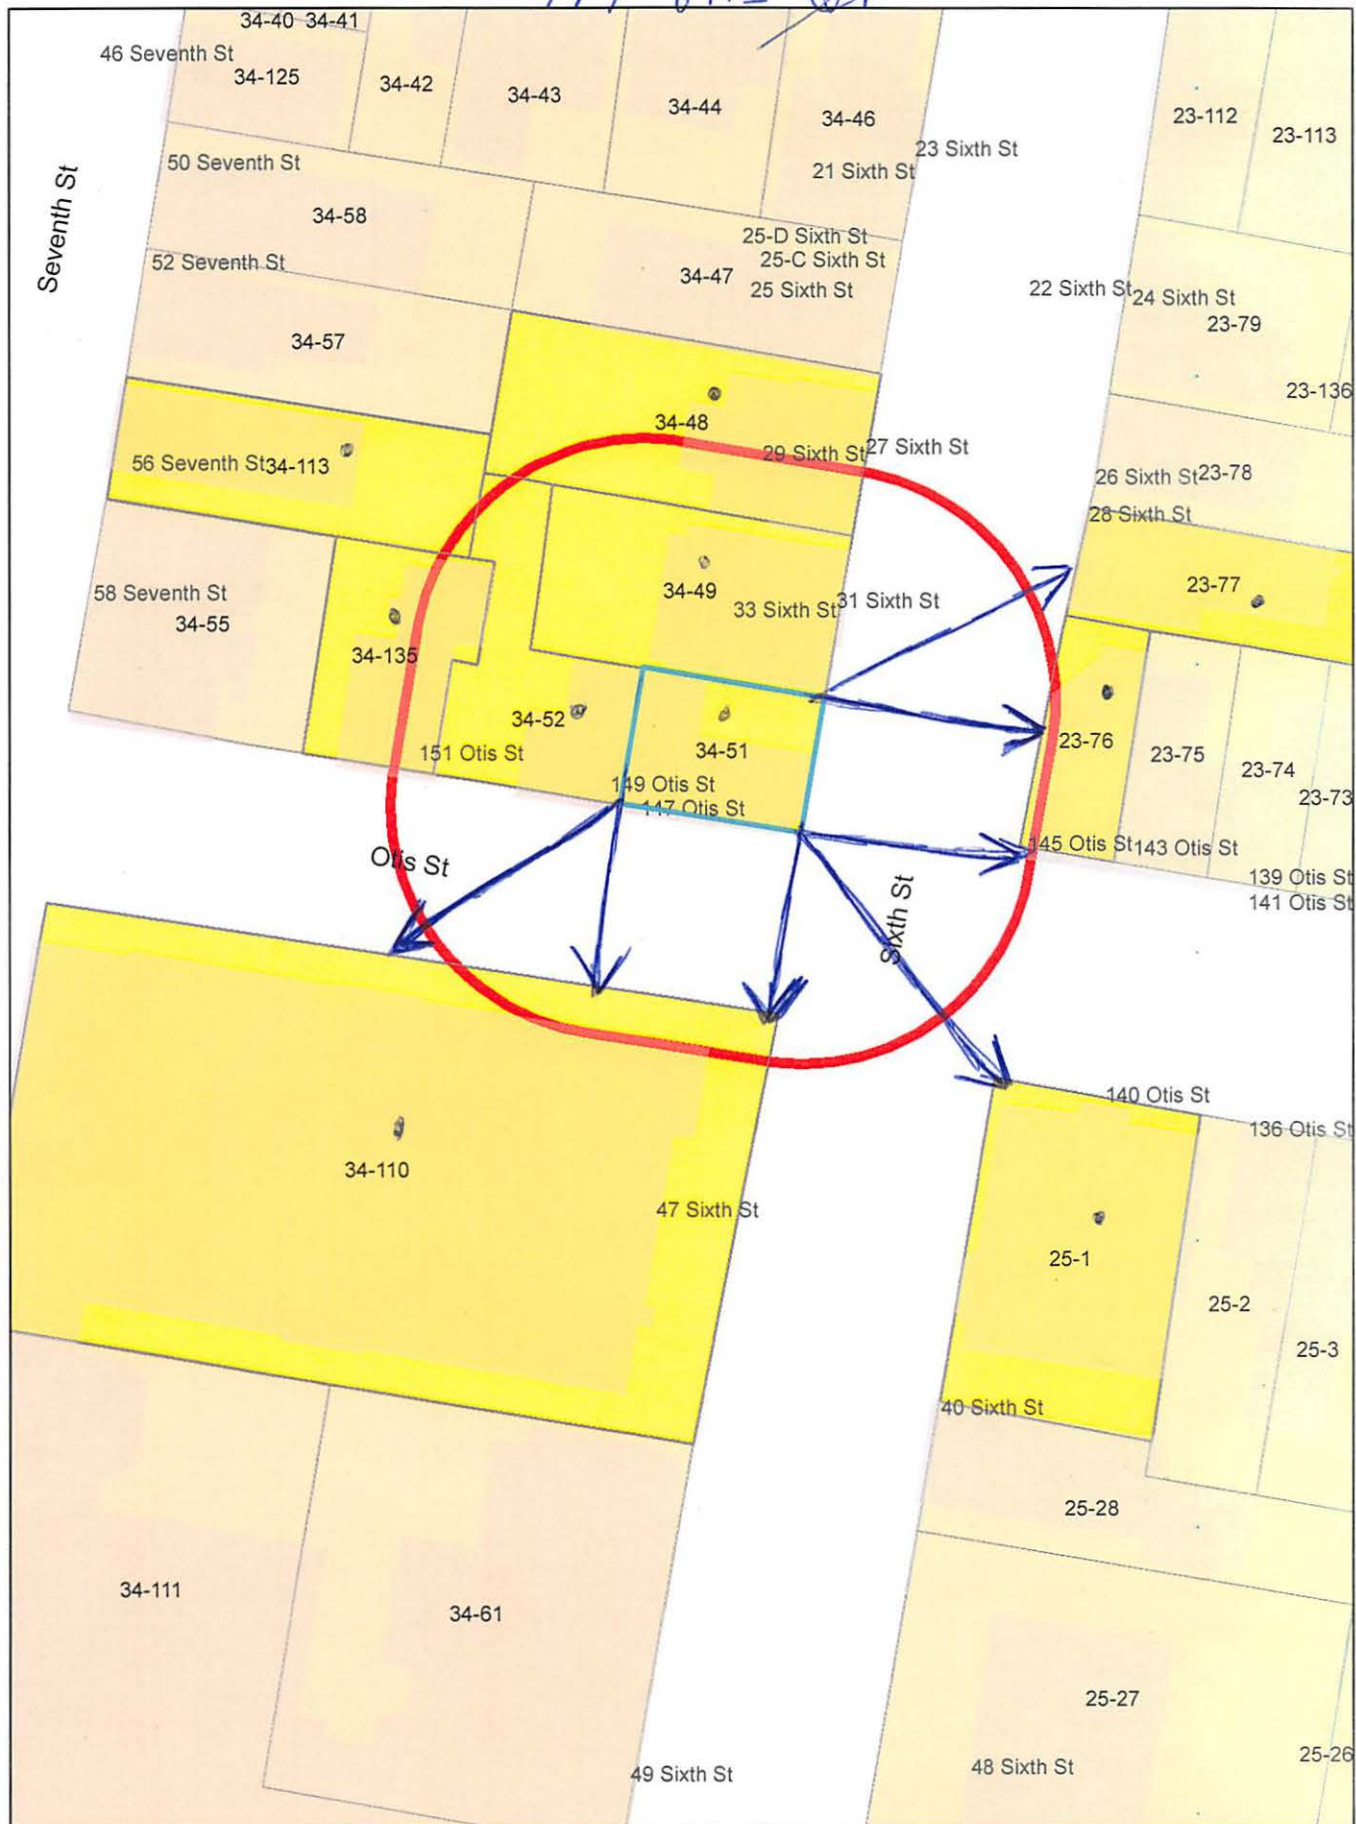 34-40 34-41
46 Seventh St
34-125
34-42
34-43
34-44
34-46
23-112
23-113
23 Sixth St
21 Sixth St
50 Seventh St
Seventh St
34-58
25-D Sixth St
25-C Sixth St
52 Seventh St
34-47
25 Sixth St
22 Sixth St
24 Sixth St
23-79
34-57
23-136
34-48
29 Sixth St
27 Sixth St
56 Seventh St
34-113
26 Sixth St
23-78
28 Sixth St
23-77
58 Seventh St
34-55
34-49
33 Sixth St
31 Sixth St
34-135
34-52
34-51
23-76
23-75
23-74
23-73
151 Otis St
149 Otis St
147 Otis St
145 Otis St
143 Otis St
139 Otis St
141 Otis St
Otis St
Sixth St
140 Otis St
136 Otis St
34-110
47 Sixth St
25-1
25-2
25-3
40 Sixth St
25-28
34-111
34-61
25-27
49 Sixth St
48 Sixth St
25-26